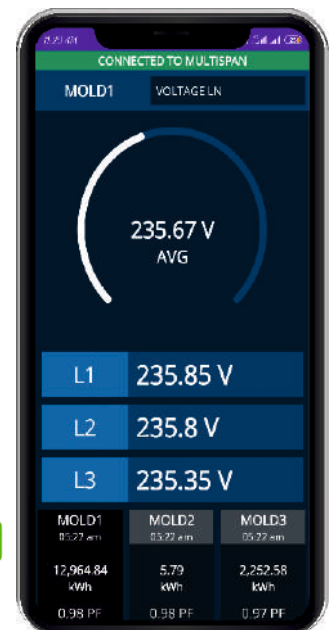 CONNECTED TO MULTISPAN
MOLD1 VOLTAGE LN
235.67 V
AVG
L1 235.85 V
L2 235.8 V
L3 235.35 V
MOLD1 MOLD2 MOLD3
05:22 am 05:22 am 05:22 am
12,964.84 5.79 2,252.58
kWh kWh kWh
0.98 PF 0.98 PF 0.97 PF